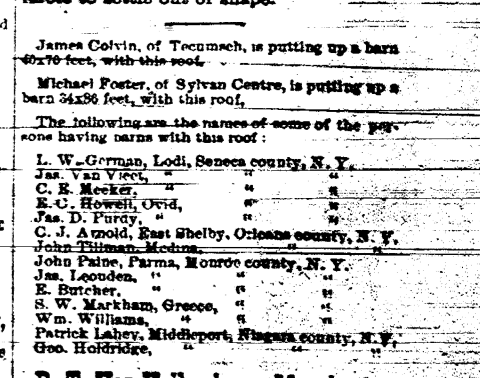 James Colvin, of Tecumseh, is putting up a barn
40x70 feet, with this roof.
Michael Foster, of Sylvan Centre, is putting up a
barn 34x86 feet, with this roof,
The following are the names of some of the per-
sons having barns with this roof:
L. W. German, Lodi, Seneca county, N. Y.
Jas. Van Vleet, " " "
C. E. Meeker, " " "
E. C. Howell, Ovid, " "
Jas. D. Purdy, " " "
C. J. Arnold, East Shelby, Orleans county, N. Y.
John Tillman, Medina, " "
John Paine, Parma, Monroe county, N. Y.
Jas. " " "
E. Butcher, " " "
S. W. Markham, Greece, " "
Wm. Williams, " " "
Patrick Lahey, Middleport, Niagara county, N. Y.
Geo. Holdridge, " " "